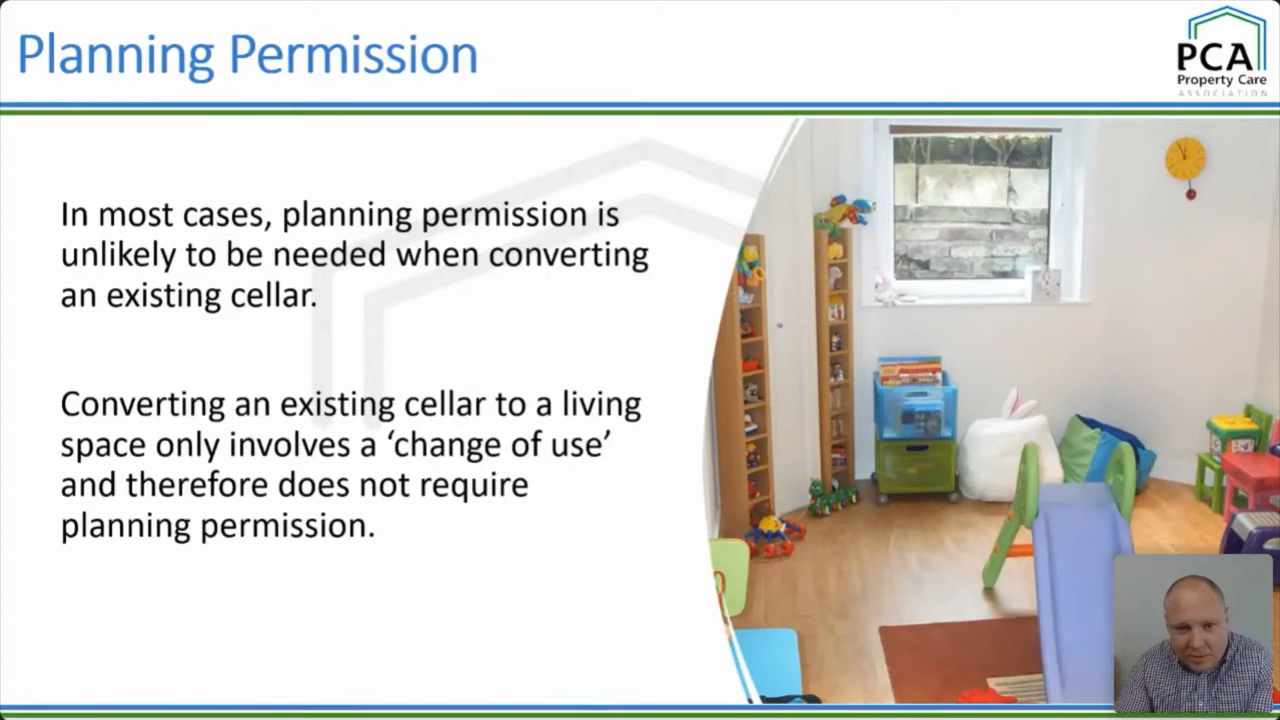 Planning Permission
PCA
Property Care
ASSOCIATION
In most cases, planning permission is
unlikely to be needed when converting
an existing cellar.
Converting an existing cellar to a living
space only involves a ‘change of use’
and therefore does not require
planning permission.